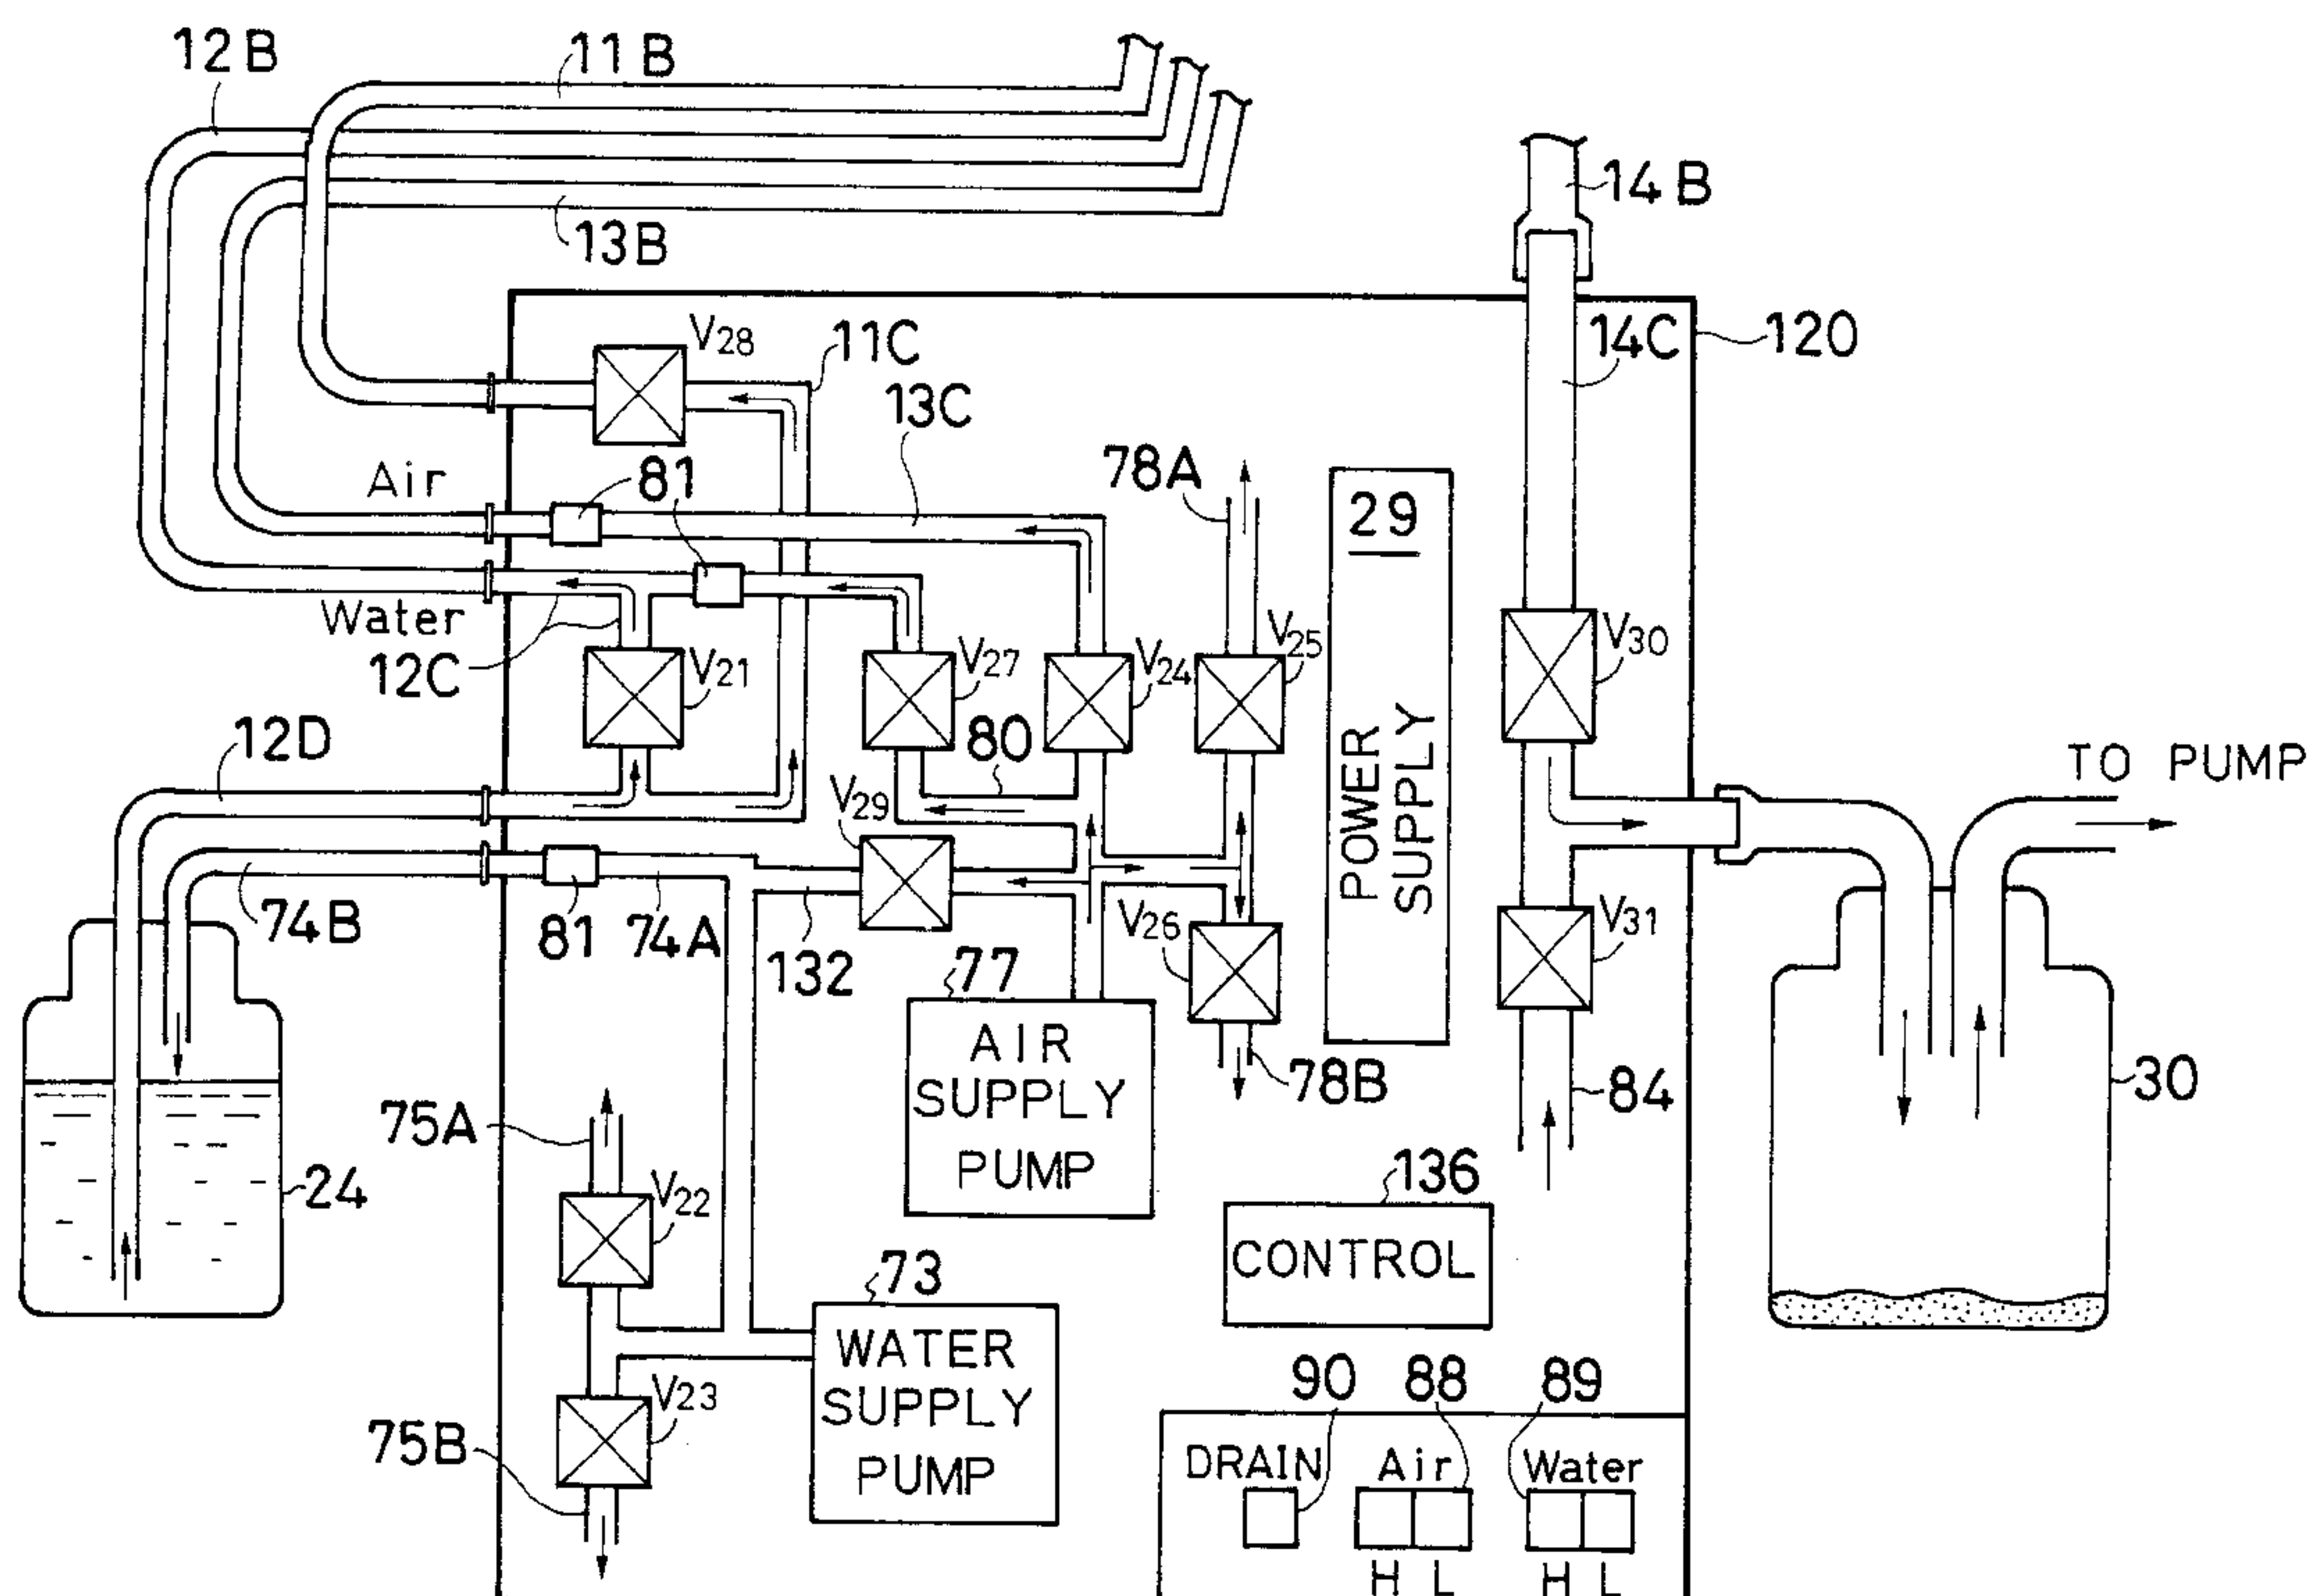 12B
11B
13B
14B
V28
11C
14C
120
13C
Air
81
78A
29
Water
12C
V21
V27
V24
V25
V30
POWER
SUPPLY
12D
80
V29
TO PUMP
74B
81
74A
132
V26
V31
77
AIR
SUPPLY
PUMP
78B
84
30
75A
24
V22
136
CONTROL
73
WATER
SUPPLY
PUMP
V23
75B
90
88
89
DRAIN
Air
Water
H L
H L